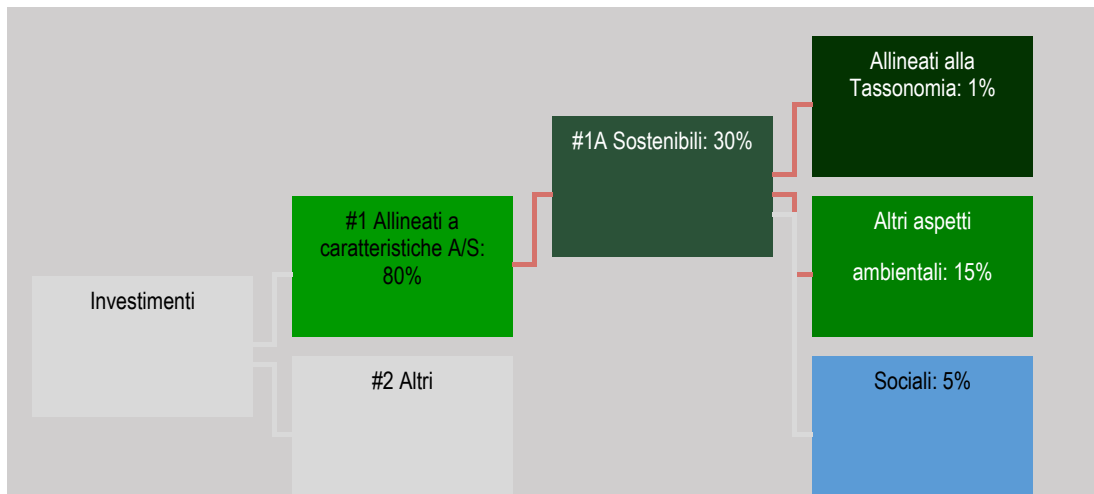 Investimenti
#1 Allineati a
caratteristiche A/S:
80%
#2 Altri
#1A Sostenibili: 30%
Allineati alla
Tassonomia: 1%
Altri aspetti
ambientali: 15%
Sociali: 5%